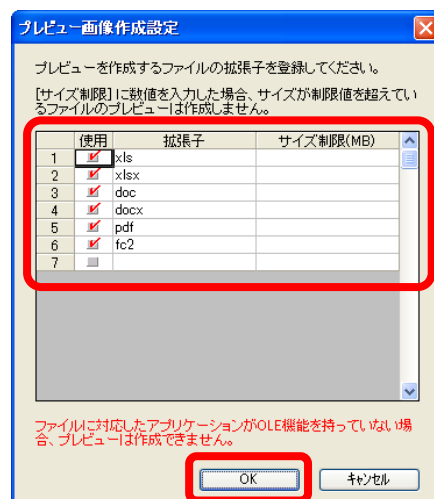 プレビュー画像作成設定
プレビューを作成するファイルの拡張子を登録してください。
[サイズ制限]に数値を入力した場合、サイズが制限値を超えてい
るファイルのプレビューは作成しません。
使用 拡張子 サイズ制限(MB)
1 xls
2 xlsx
3 doc
4 docx
5 pdf
6 fc2
7
ファイルに対応したアプリケーションがOLE機能を持っていない場
合、プレビューは作成できません。
OK キャンセル